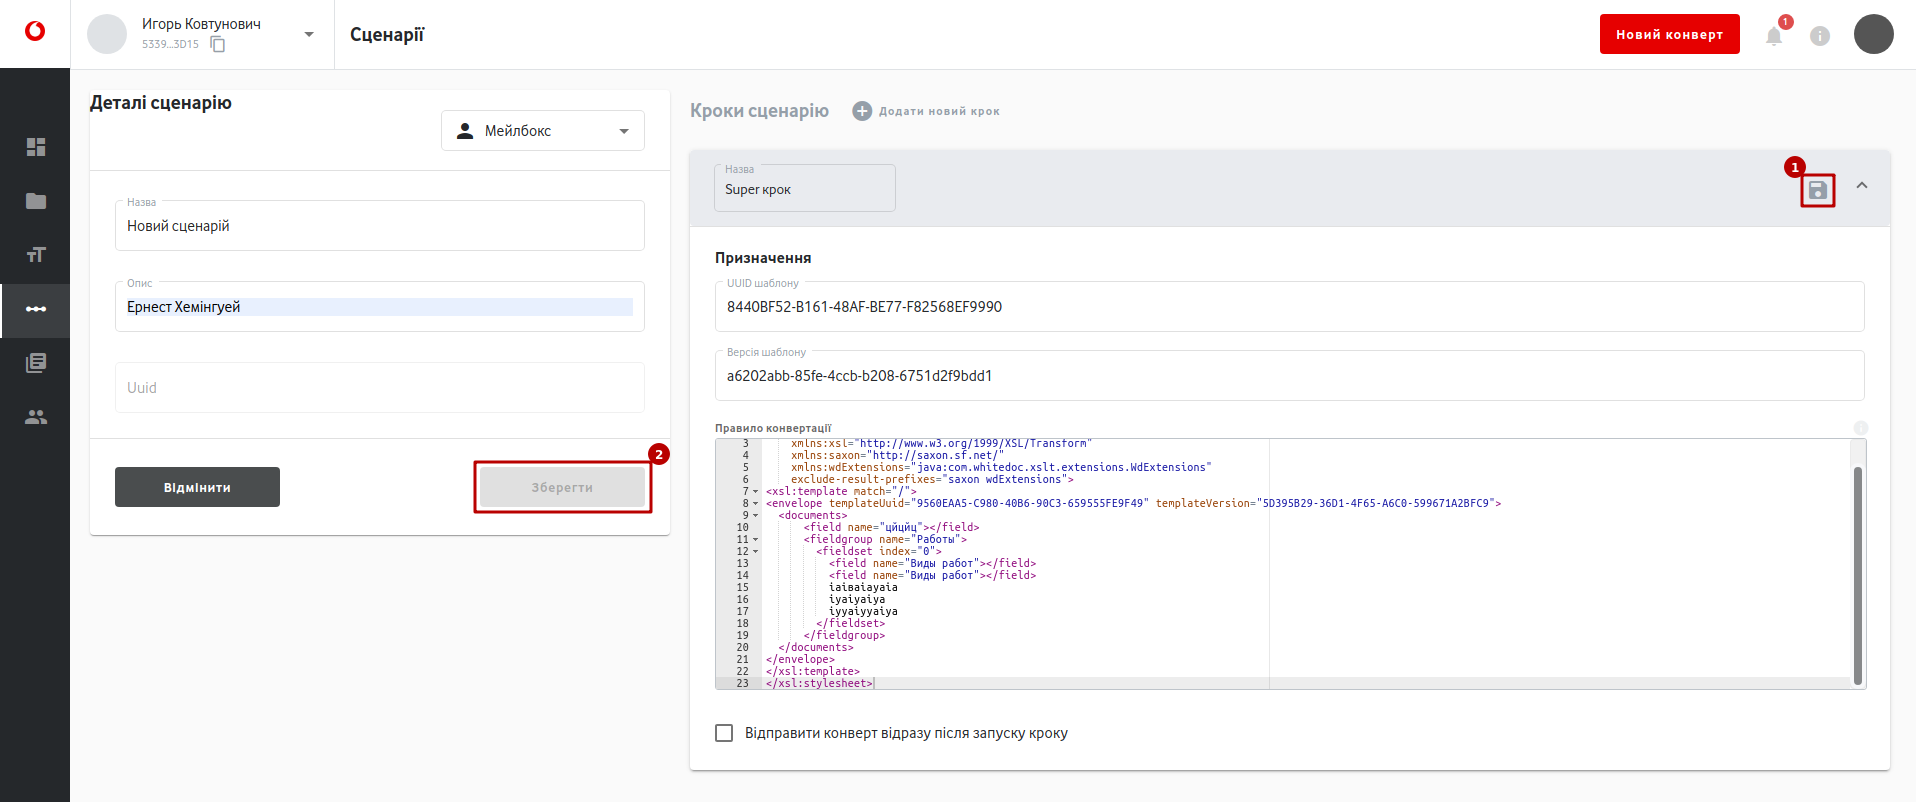 Игорь Ковтунович
5339...3D15
Сценарії
Новий конверт
1
Деталі сценарію
Мейлбокс
Назва
Новий сценарій
Опис
Ернест Хемінгуей
Uuid
Відмінити
Зберегти
2
Кроки сценарію
Додати новий крок
Назва
Super крок
1
Призначення
UUID шаблону
8440BF52-B161-48AF-BE77-F82568EF9990
Версія шаблону
a6202abb-85fe-4ccb-b208-6751d2f9bdd1
Правило конвертації
3 xmlns:xsl="http://www.w3.org/1999/XSL/Transform"
4 xmlns:saxon="http://saxon.sf.net/"
5 xmlns:wdExtensions="java:com.whitedoc.xslt.extensions.WdExtensions"
6 exclude-result-prefixes="saxon wdExtensions">
7 <xsl:template match="/">
8 <envelope templateUuid="9560EAA5-C980-40B6-90C3-659555FE9F49" templateVersion="5D395B29-36D1-4F65-A6C0-599671A2BFC9">
9 <documents>
10 <field name="цйцйц"></field>
11 <fieldgroup name="Работы">
12 <fieldset index="0">
13 <field name="Виды работ"></field>
14 <field name="Виды работ"></field>
15 іаіваіауаіа
16 іуаіуаіуа
17 іууаіууаіуа
18 </fieldset>
19 </fieldgroup>
20 </documents>
21 </envelope>
22 </xsl:template>
23 </xsl:stylesheet>
Відправити конверт відразу після запуску кроку